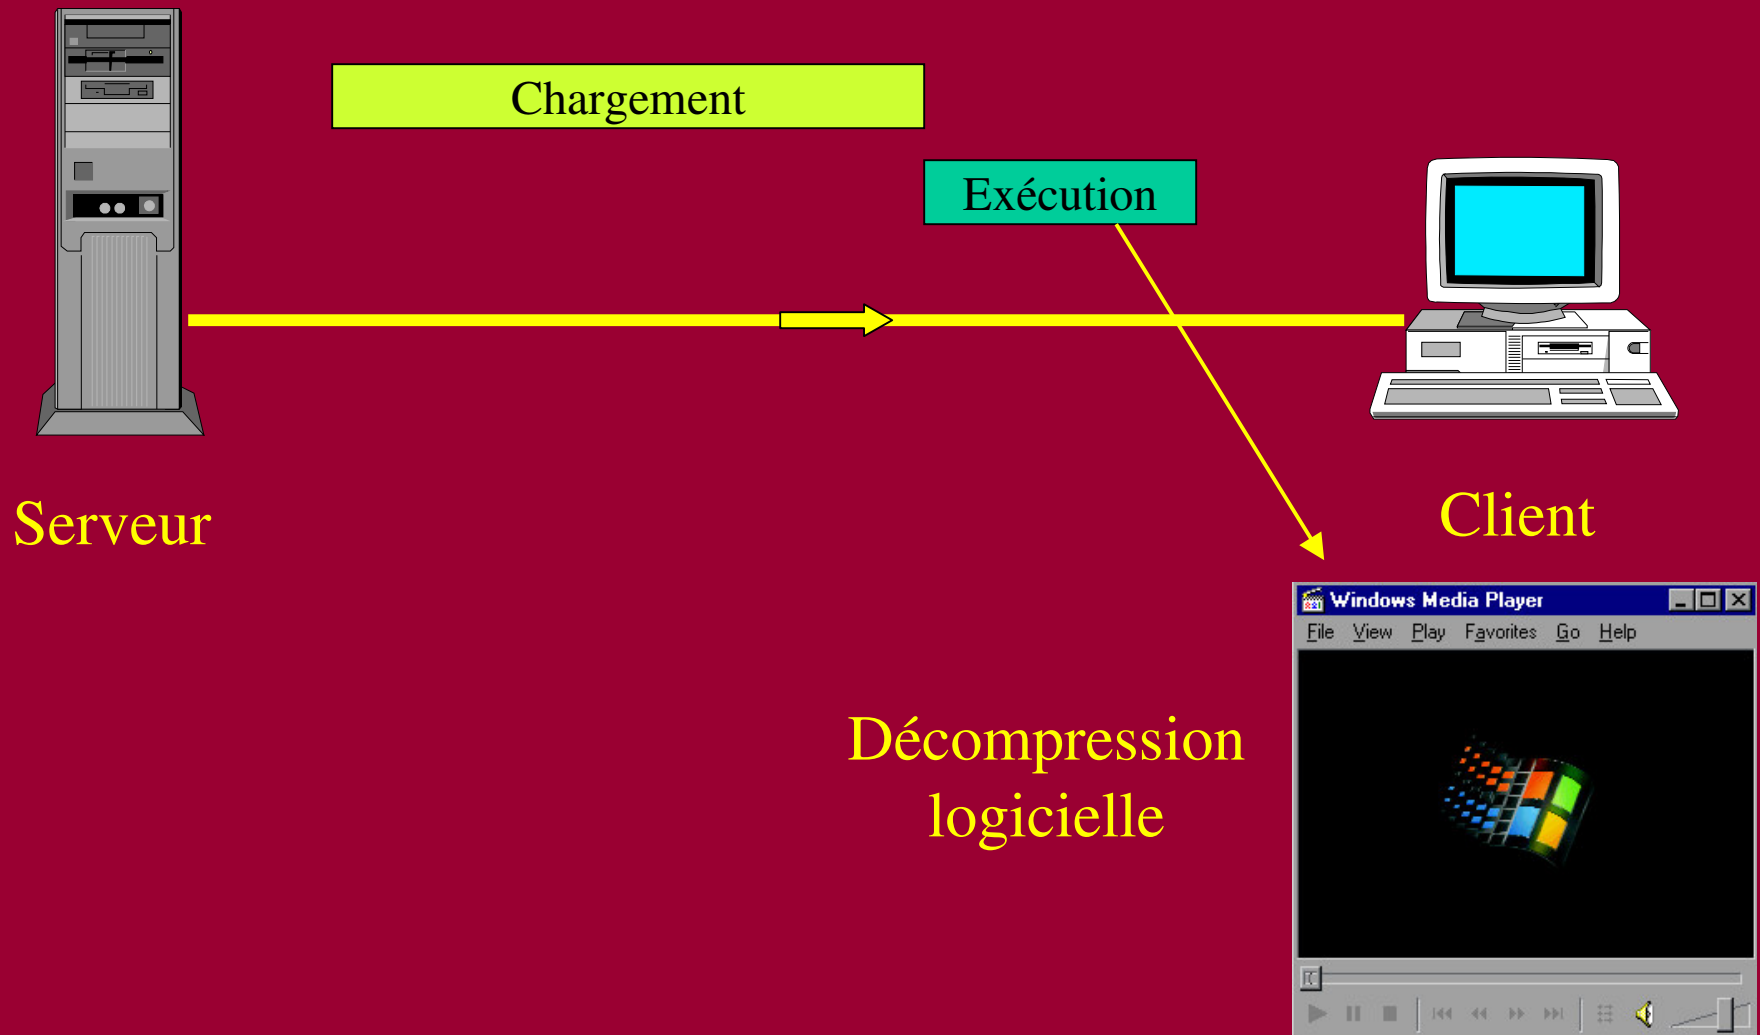 Chargement
Exécution
Serveur
Client
Windows Media Player
File View Play Favorites Go Help
Décompression
logicielle